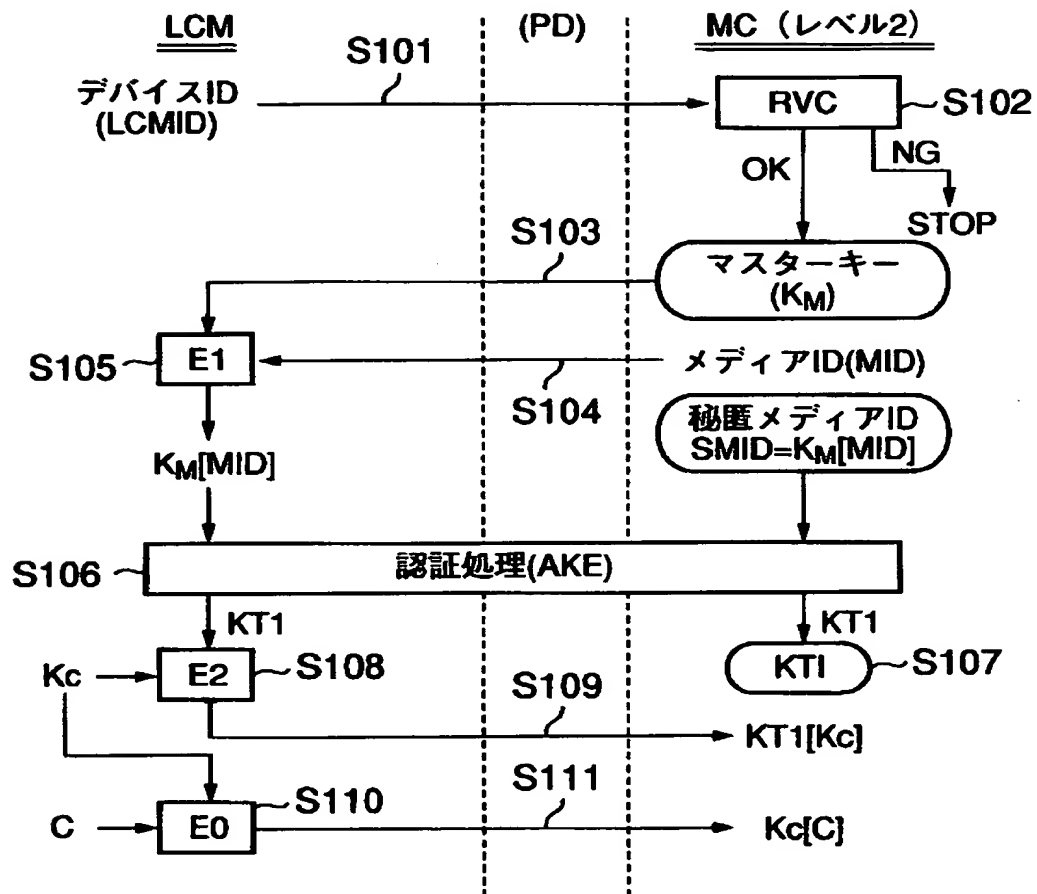 LCM
(PD)
MC（レベル2）
S101
デバイスID
(LCMID)
RVC
S102
OK
NG
STOP
S103
マスターキー
(KM)
S105
E1
メディアID(MID)
S104
秘匿メディアID
SMID=KM[MID]
KM[MID]
S106
認証処理(AKE)
KT1
KT1
Kc
E2
S108
KTI
S107
S109
KT1[Kc]
S110
S111
C
E0
Kc[C]